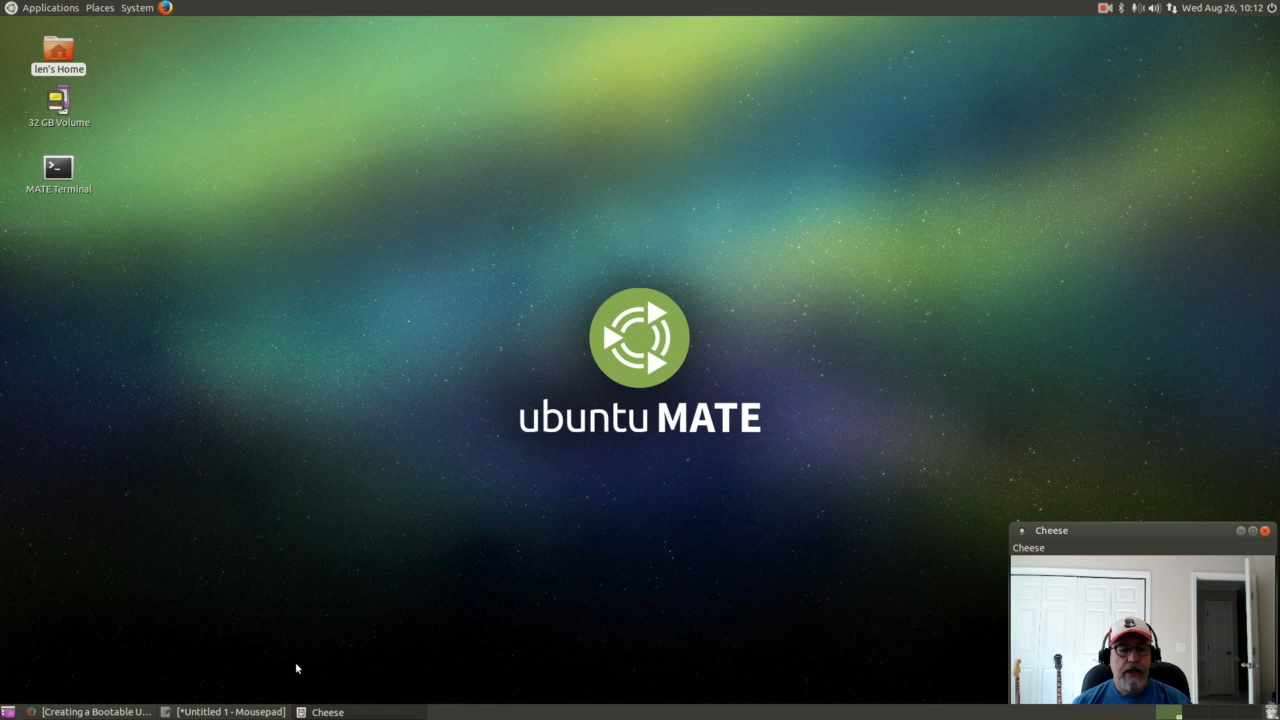 Applications Places System Wed Aug 26, 10:12
len's Home
32 GB Volume
MATE Terminal
ubuntu MATE
Cheese
Cheese
[Creating a Bootable U... [*Untitled 1 - Mousepad] Cheese